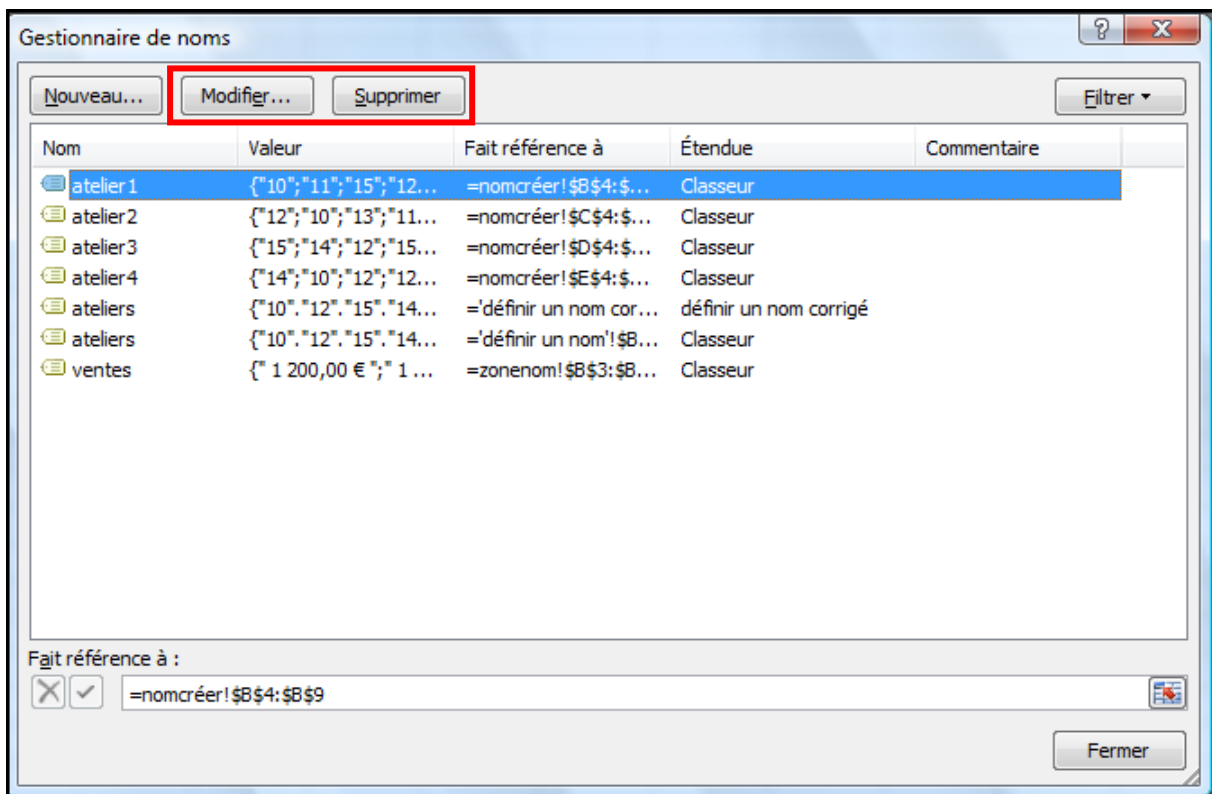 Gestionnaire de noms
Nouveau... Modifier... Supprimer Filtrer
Nom Valeur Fait référence à Étendue Commentaire
atelier1 {"10";"11";"15";"12... =nomcréer!$B$4:$... Classeur
atelier2 {"12";"10";"13";"11... =nomcréer!$C$4:$... Classeur
atelier3 {"15";"14";"12";"15... =nomcréer!$D$4:$... Classeur
atelier4 {"14";"10";"12";"12... =nomcréer!$E$4:$... Classeur
ateliers {"10"."12"."15"."14... ='définir un nom cor... définir un nom corrigé
ateliers {"10"."12"."15"."14... ='définir un nom'!$B... Classeur
ventes {" 1 200,00 € ";" 1 ... =zonenom!$B$3:$B... Classeur
Fait référence à :
=nomcréer!$B$4:$B$9
Fermer